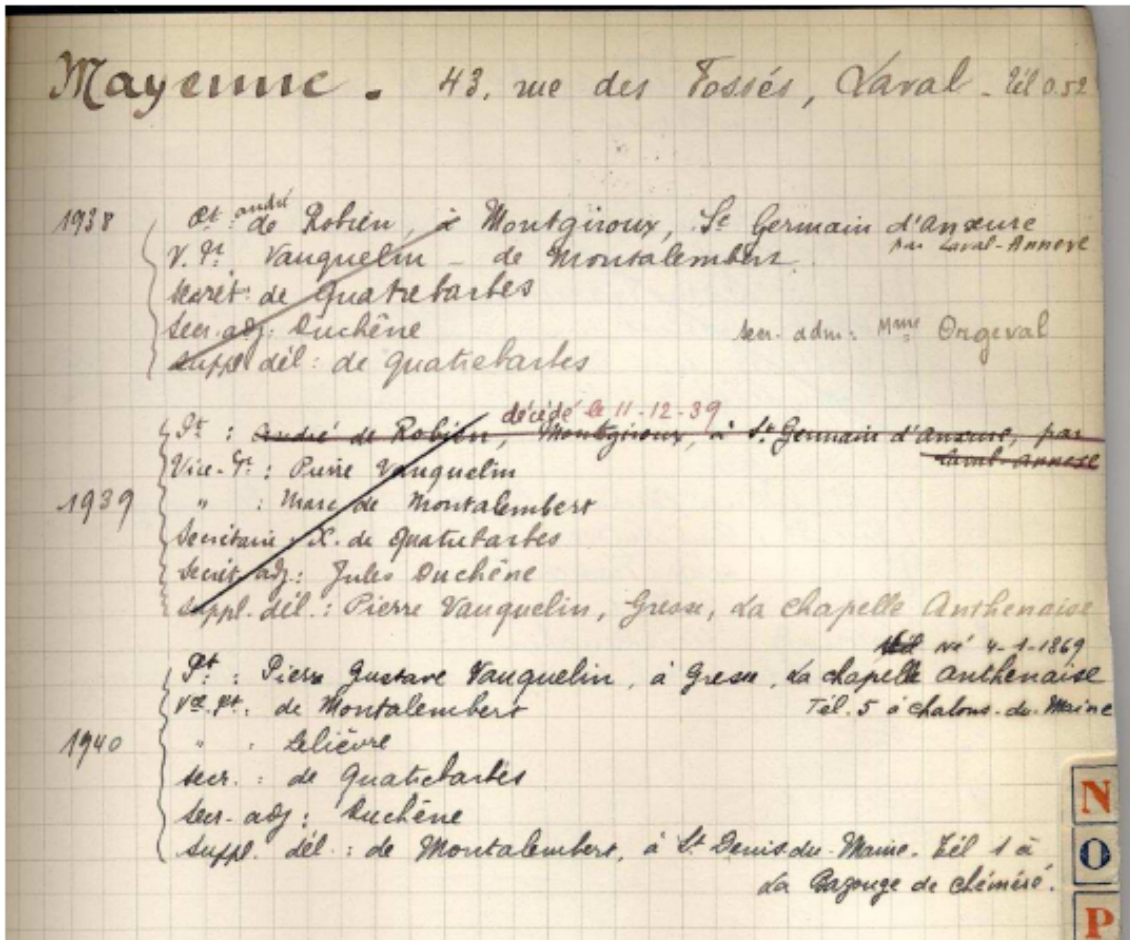 Mayenne. 43, rue des Fossés, Laval - Tél 0.52
1938
Pt. andré de Robien, à Montgiroux, St Germain d'Anxure
par Laval-Annexe
V. Pt. Vauquelin - de Montalembert.
Secrét: de Quatrebarbes
Secr. adj: Duchêne secr. adm: Mme Orgeval
Suppl dél: de Quatrebarbes
décédé le 11-12-39
Pt : André de Robien, Montgiroux, à St Germain d'Anxure, par
Laval-Annexe
Vice-Pt : Pierre Vauquelin
1939 " : Marc de Montalembert
Secrétaire: X. de Quatrebarbes
Secrét. adj: Jules Duchêne
Suppl. dél.: Pierre Vauquelin, Gresse, La Chapelle Anthenaise
né 4-1-1869
Pt : Pierre Gustave Vauquelin, à Gresse, La chapelle Anthenaise
Vce. Pt: de Montalembert Tél. 5 à Chalons-du-Maine
1940 " : Lelièvre
secr. : de Quatrebarbes
secr. adj : Duchêne
suppl. dél : de Montalembert, à St Denis du Maine. Tél 1 à
La Bazouge de Chéméré.
N
O
P